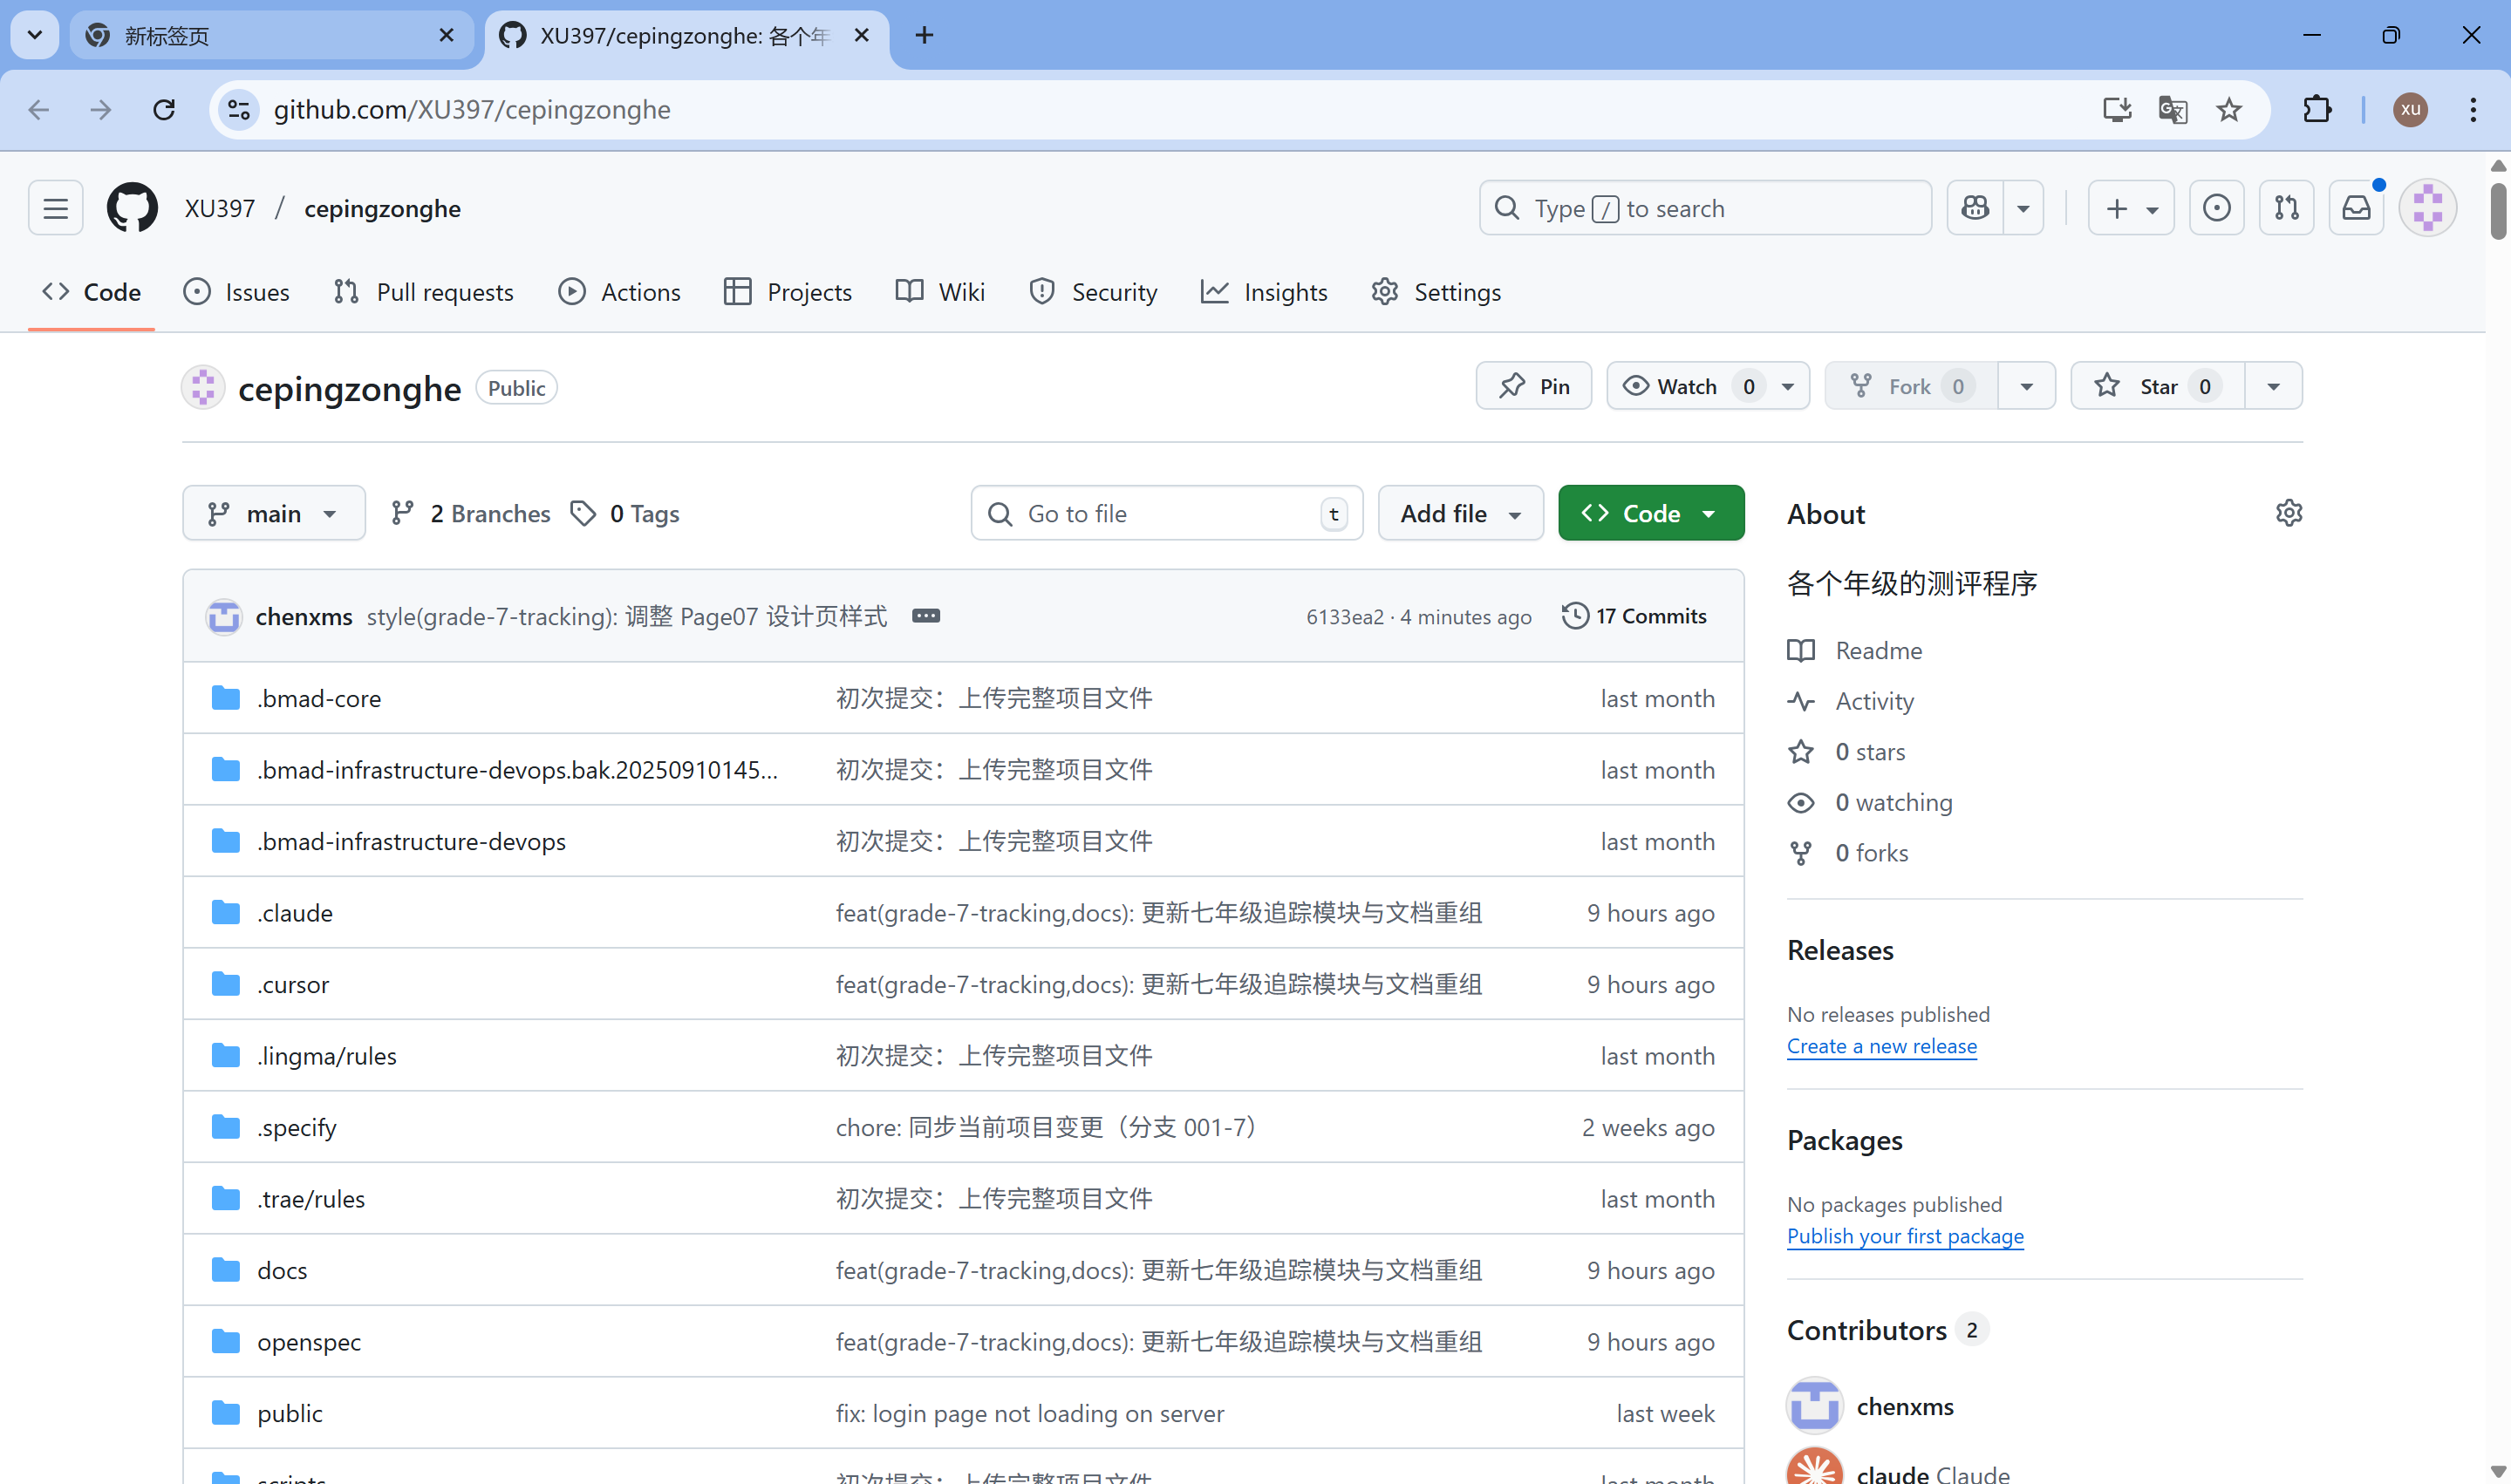 新标签页
XU397/cepingzonghe: 各个年
github.com/XU397/cepingzonghe
XU
XU397 / cepingzonghe
Type / to search
Code
Issues
Pull requests
Actions
Projects
Wiki
Security
Insights
Settings
cepingzonghe Public
Pin
Watch 0
Fork 0
Star 0
main
2 Branches
0 Tags
Go to file t
Add file
Code
chenxms style(grade-7-tracking): 调整 Page07 设计页样式 6133ea2 · 4 minutes ago 17 Commits
.bmad-core 初次提交：上传完整项目文件 last month
.bmad-infrastructure-devops.bak.20250910145... 初次提交：上传完整项目文件 last month
.bmad-infrastructure-devops 初次提交：上传完整项目文件 last month
.claude feat(grade-7-tracking,docs): 更新七年级追踪模块与文档重组 9 hours ago
.cursor feat(grade-7-tracking,docs): 更新七年级追踪模块与文档重组 9 hours ago
.lingma/rules 初次提交：上传完整项目文件 last month
.specify chore: 同步当前项目变更（分支 001-7） 2 weeks ago
.trae/rules 初次提交：上传完整项目文件 last month
docs feat(grade-7-tracking,docs): 更新七年级追踪模块与文档重组 9 hours ago
openspec feat(grade-7-tracking,docs): 更新七年级追踪模块与文档重组 9 hours ago
public fix: login page not loading on server last week
scripts 初次提交：上传完整项目文件 last month
About
各个年级的测评程序
Readme
Activity
0 stars
0 watching
0 forks
Releases
No releases published
Create a new release
Packages
No packages published
Publish your first package
Contributors 2
chenxms
claude Claude